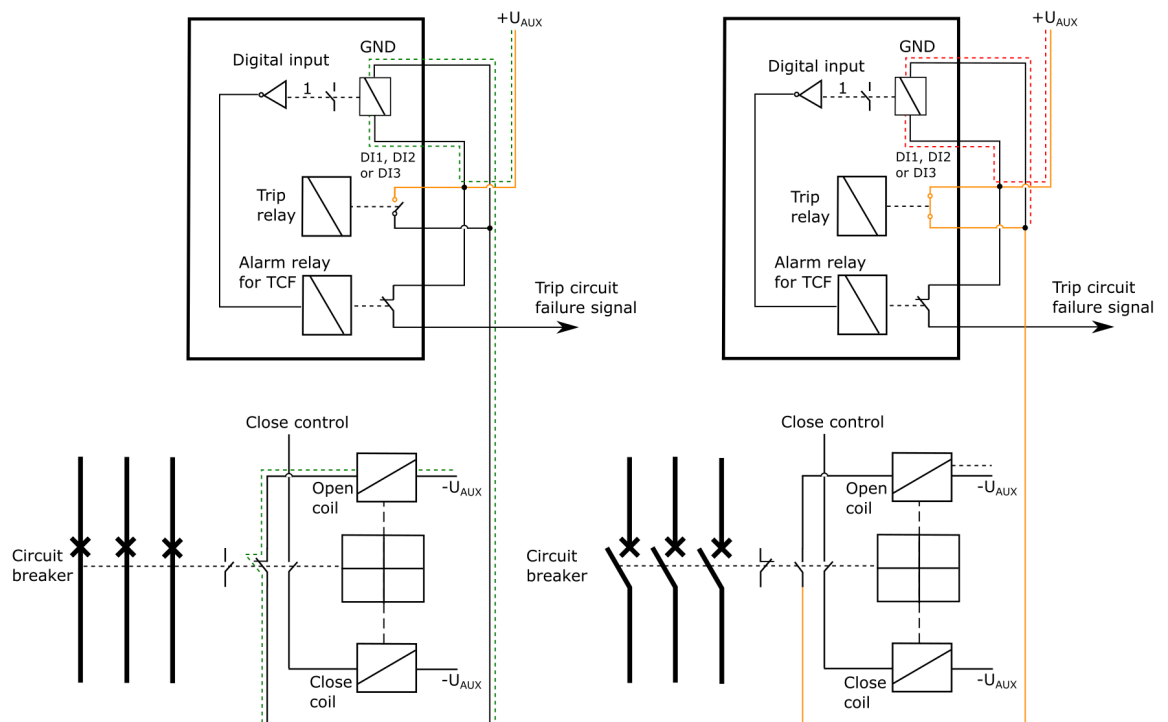 +UAUX
GND
Digital input
1
DI1, DI2
or DI3
Trip
relay
Alarm relay
for TCF
Trip circuit
failure signal
Close control
Open
coil
-UAUX
Circuit
breaker
Close
coil
-UAUX
+UAUX
GND
Digital input
1
DI1, DI2
or DI3
Trip
relay
Alarm relay
for TCF
Trip circuit
failure signal
Close control
Open
coil
-UAUX
Circuit
breaker
Close
coil
-UAUX